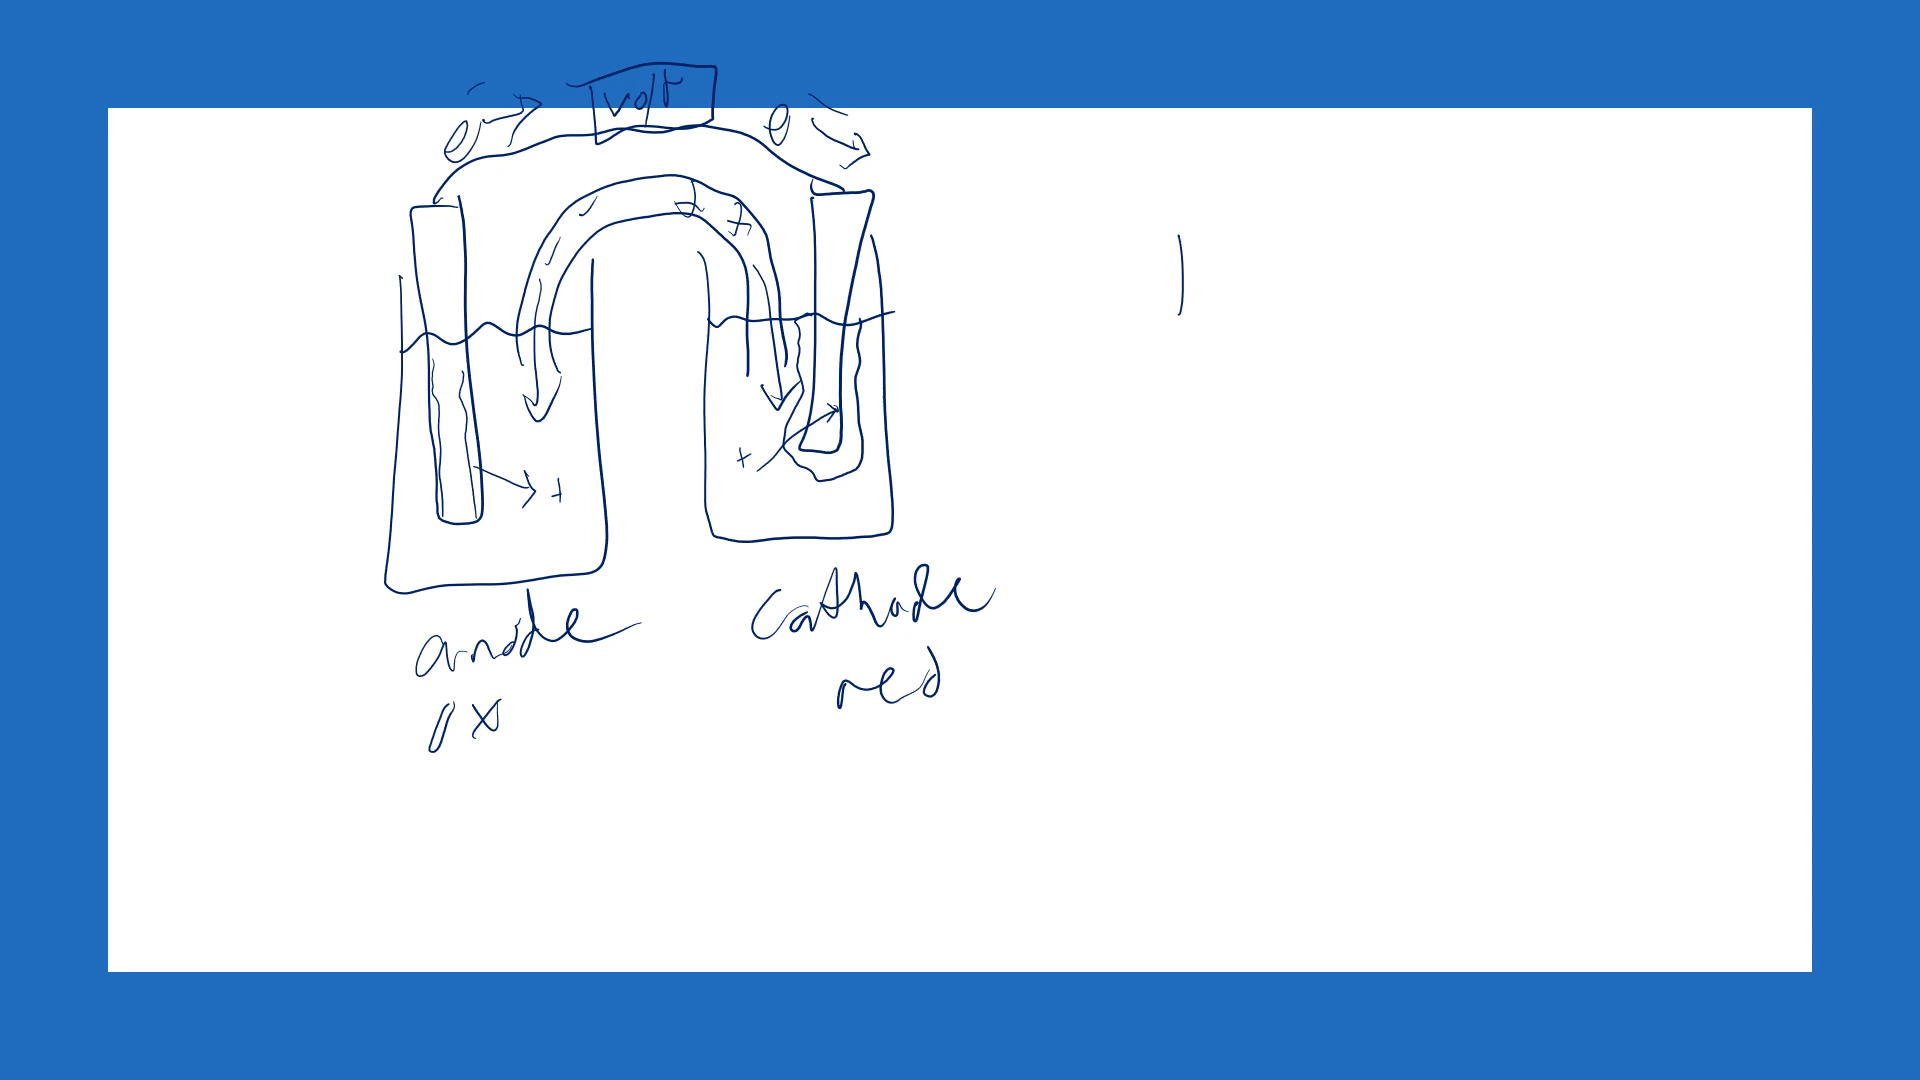 e⁻ → volt e⁻ →
- + +
-
+ +
anode cathode
ox red